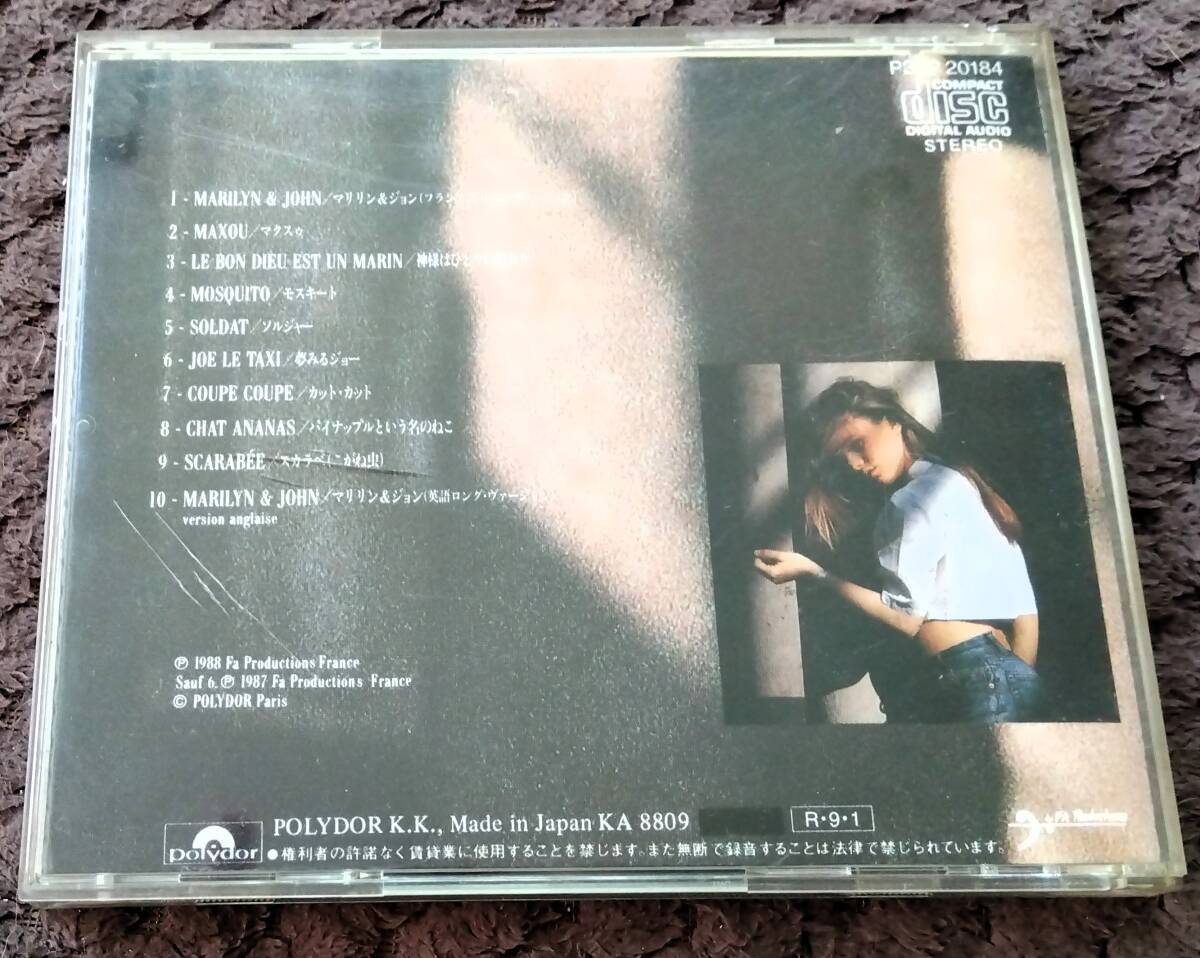 20184
COMPACT
disc
DIGITAL AUDIO
STEREO
1 - MARILYN & JOHN/マリリン&ジョン
2 - MAXOU/マクスゥ
3 - LE BON DIEU EST UN MARIN/神様は
4 - MOSQUITO/モスキート
5 - SOLDAT/ソルジャー
6 - JOE LE TAXI/夢みるジョー
7 - COUPE COUPE/カット・カット
8 - CHAT ANANAS/パイナップルという名のねこ
9 - SCARABÉE/スカラベ(こがね虫)
10 - MARILYN & JOHN/マリリン&ジョン(英語ロング・ヴァージョン)
version anglaise
Ⓟ 1988 Fa Productions France
Sauf 6. Ⓟ 1987 Fa Productions France
© POLYDOR Paris
POLYDOR K.K., Made in Japan KA 8809
R・9・1
polydor
●権利者の許諾なく賃貸業に使用することを禁じます。また無断で録音することは法律で禁じられています。